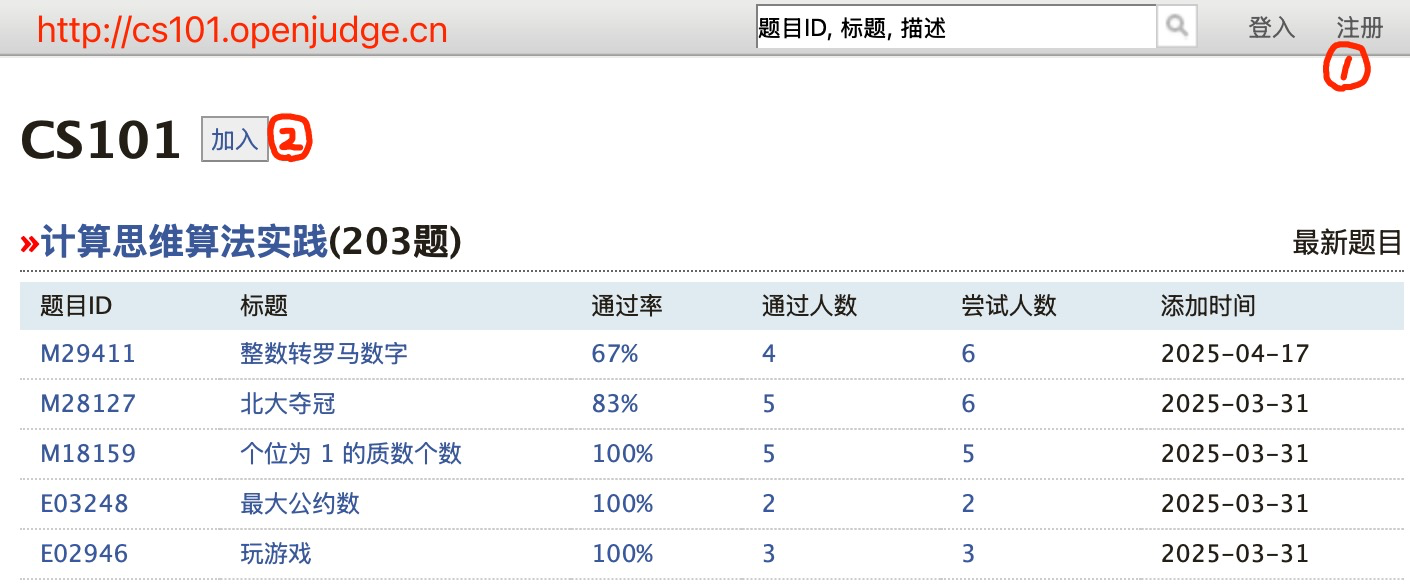 http://cs101.openjudge.cn 题目ID, 标题, 描述 登入 注册
1
CS101 加入 2
»计算思维算法实践(203题) 最新题目
题目ID 标题 通过率 通过人数 尝试人数 添加时间
M29411 整数转罗马数字 67% 4 6 2025-04-17
M28127 北大夺冠 83% 5 6 2025-03-31
M18159 个位为 1 的质数个数 100% 5 5 2025-03-31
E03248 最大公约数 100% 2 2 2025-03-31
E02946 玩游戏 100% 3 3 2025-03-31